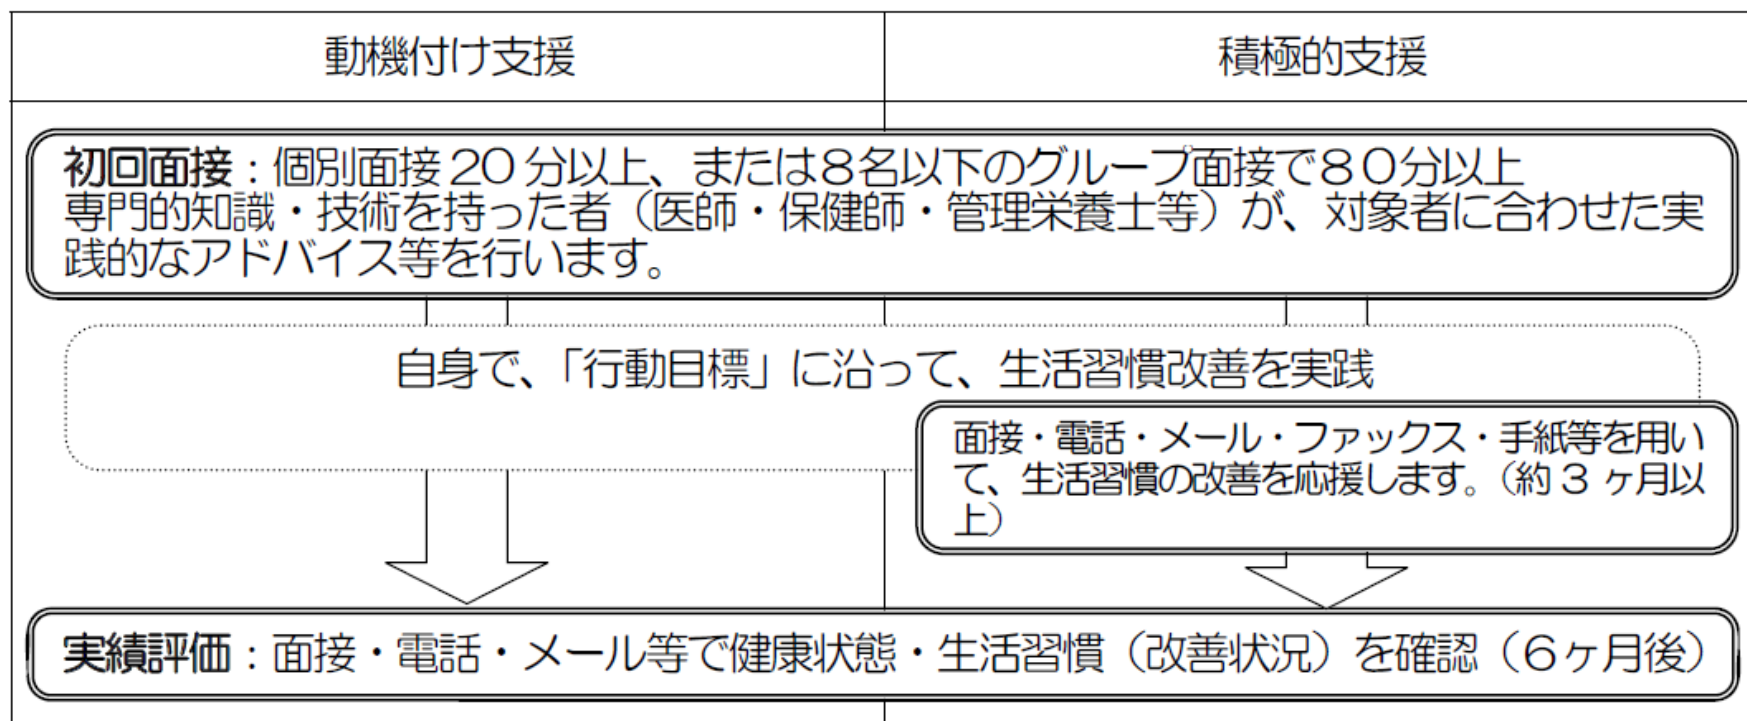 動機付け支援
積極的支援
初回面接：個別面接２０分以上、または８名以下のグループ面接で８０分以上
専門的知識・技術を持った者（医師・保健師・管理栄養士等）が、対象者に合わせた実
践的なアドバイス等を行います。
自身で、「行動目標」に沿って、生活習慣改善を実践
面接・電話・メール・ファックス・手紙等を用い
て、生活習慣の改善を応援します。（約３ヶ月以
上）
実績評価：面接・電話・メール等で健康状態・生活習慣（改善状況）を確認（６ヶ月後）